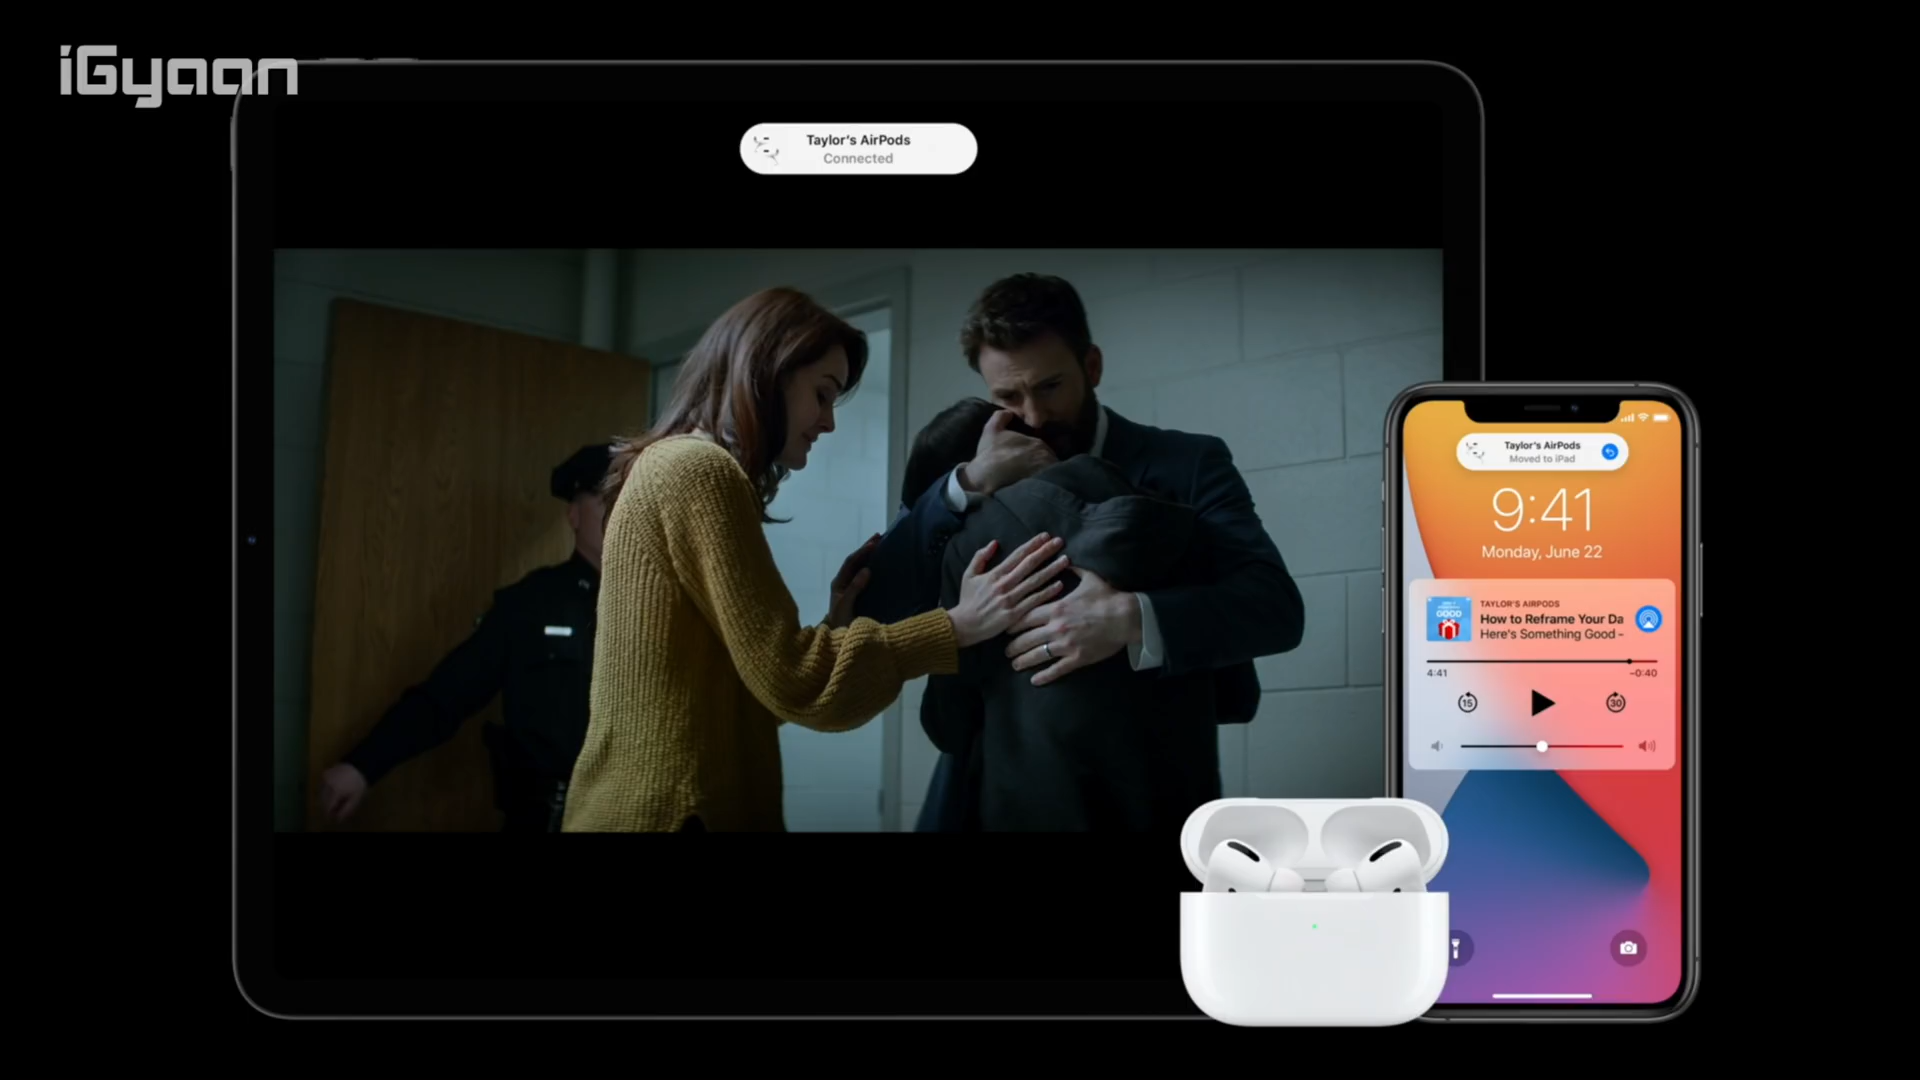 iGyaan
Taylor's AirPods
Connected
Taylor's AirPods
Moved to iPad
9:41
Monday, June 22
GOOD
TAYLOR'S AIRPODS
How to Reframe Your Da
Here's Something Good -
4:41
-0:40
15
30